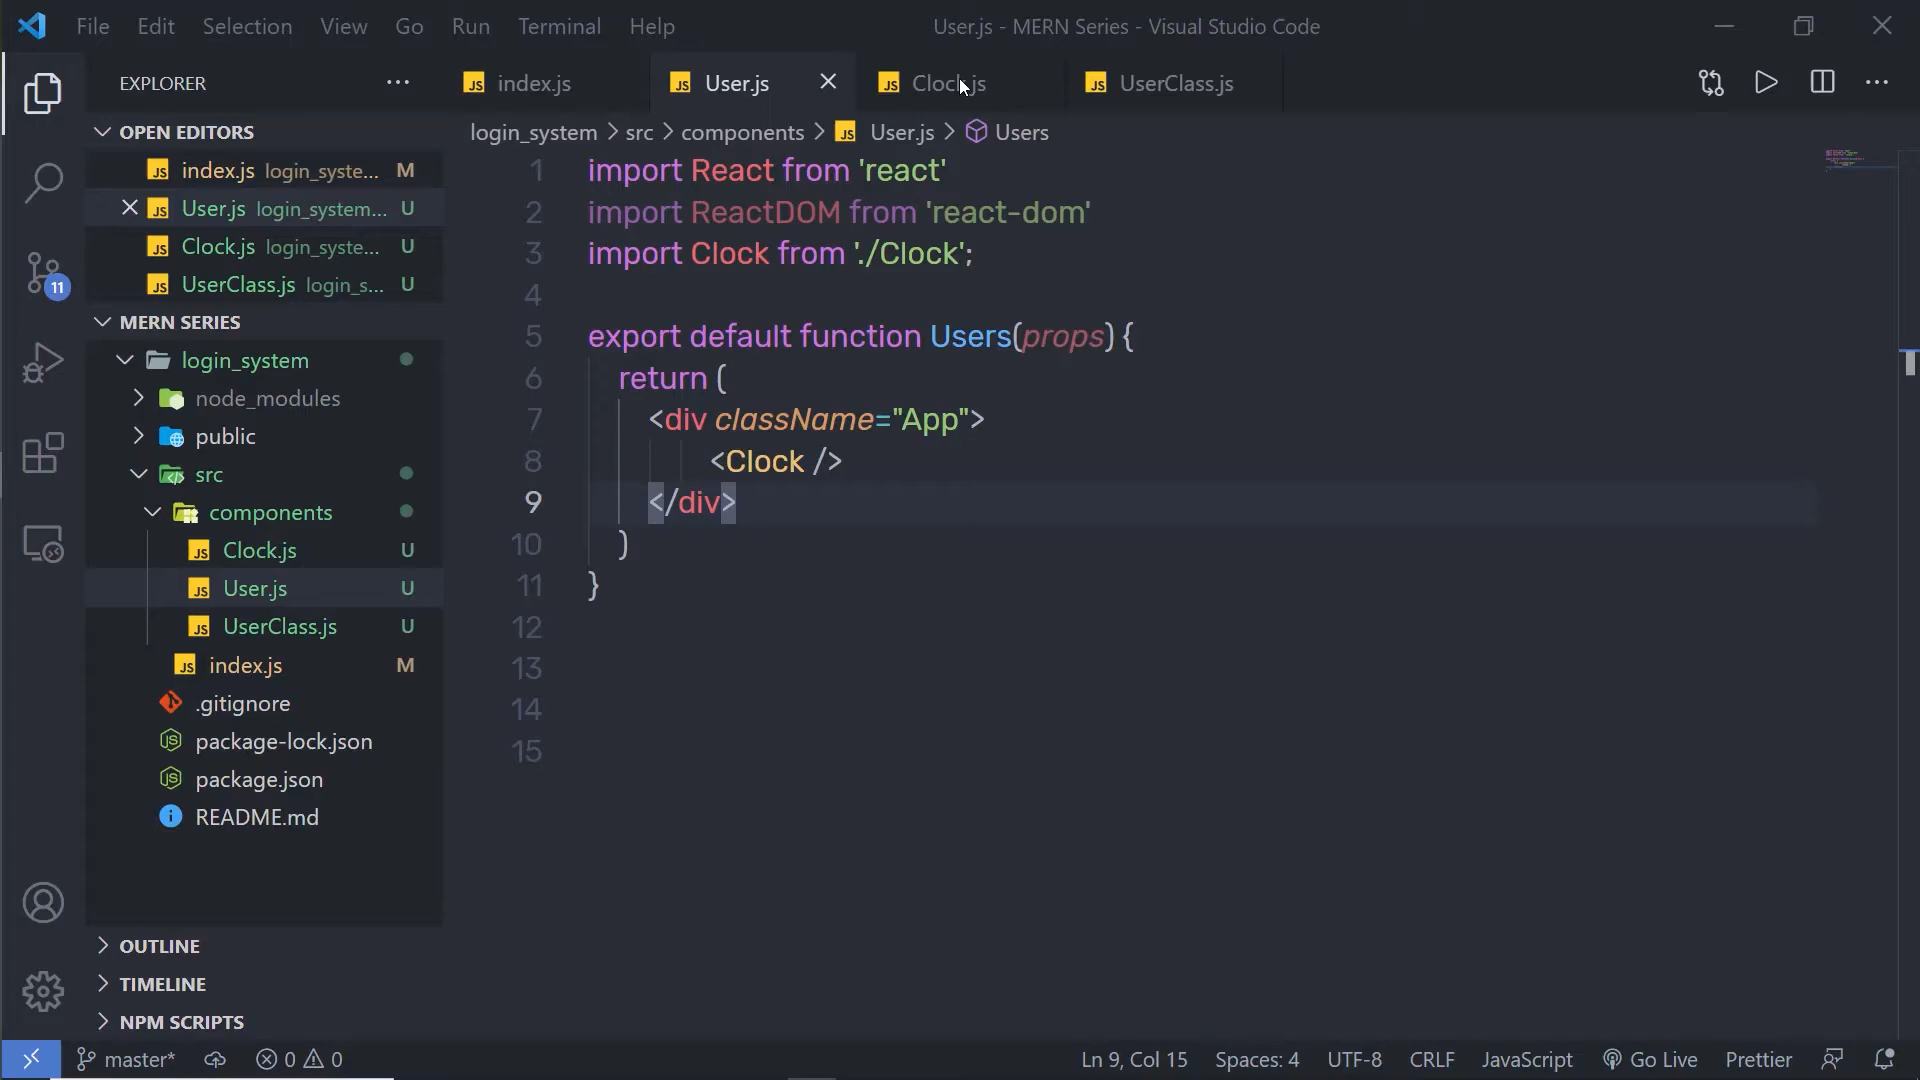 File Edit Selection View Go Run Terminal Help User.js - MERN Series - Visual Studio Code
EXPLORER
index.js User.js Clock.js UserClass.js
login_system > src > components > User.js > Users
OPEN EDITORS
index.js login_syste... M
User.js login_system... U
Clock.js login_syste... U
UserClass.js login_s... U
MERN SERIES
login_system
node_modules
public
src
components
Clock.js U
User.js U
UserClass.js U
index.js M
.gitignore
package-lock.json
package.json
README.md
OUTLINE
TIMELINE
NPM SCRIPTS
11
1 import React from 'react'
2 import ReactDOM from 'react-dom'
3 import Clock from './Clock';
4
5 export default function Users(props) {
6 return (
7 <div className="App">
8 <Clock />
9 </div>
10 )
11 }
12
13
14
15
master* 0 0 Ln 9, Col 15 Spaces: 4 UTF-8 CRLF JavaScript Go Live Prettier